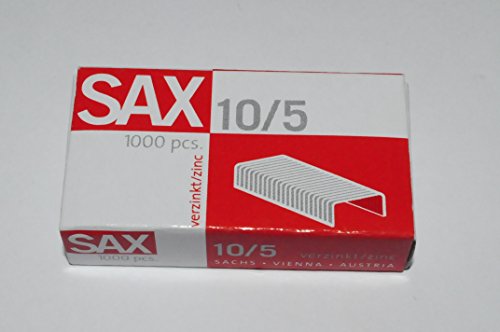 SAX
10/5
1000 pcs.
verzinkt/zinc
SAX
1000 pcs.
10/5
verzinkt/zinc
SACHS • VIENNA • AUSTRIA